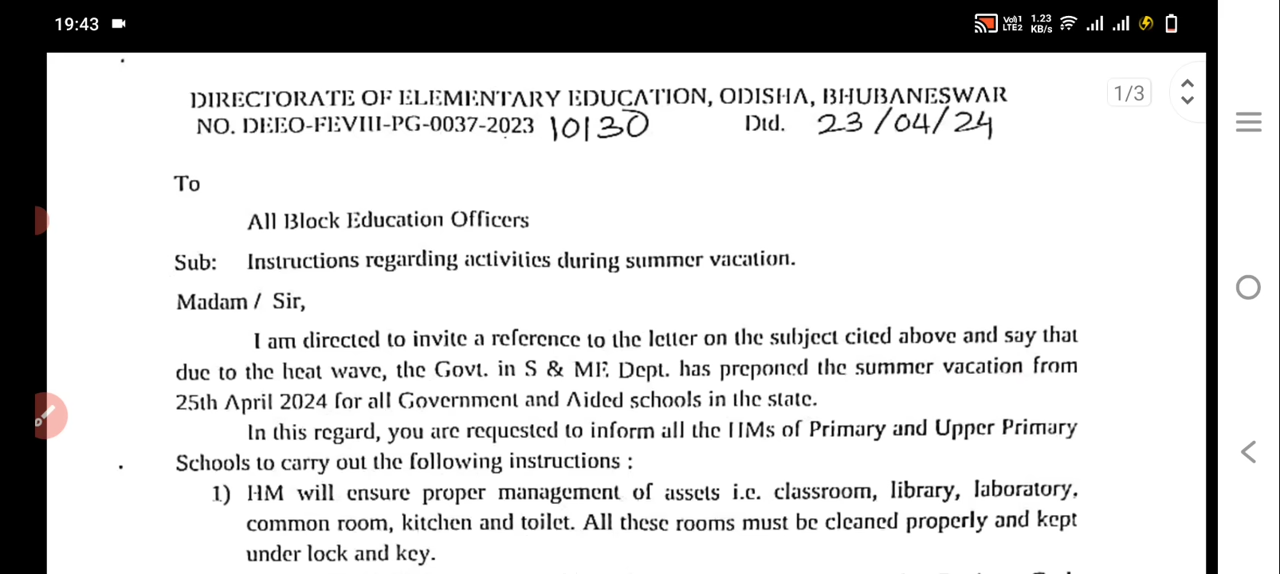 19:43
Vo)) 1 LTE2 1.23 KB/s
1/3
DIRECTORATE OF ELEMENTARY EDUCATION, ODISHA, BHUBANESWAR
NO. DEEO-FEVIII-PG-0037-2023 10130 Dtd. 23/04/24
To
All Block Education Officers
Sub: Instructions regarding activities during summer vacation.
Madam / Sir,
I am directed to invite a reference to the letter on the subject cited above and say that
due to the heat wave, the Govt. in S & ME Dept. has preponed the summer vacation from
25th April 2024 for all Government and Aided schools in the state.
In this regard, you are requested to inform all the HMs of Primary and Upper Primary
Schools to carry out the following instructions :
1) HM will ensure proper management of assets i.e. classroom, library, laboratory,
common room, kitchen and toilet. All these rooms must be cleaned properly and kept
under lock and key.